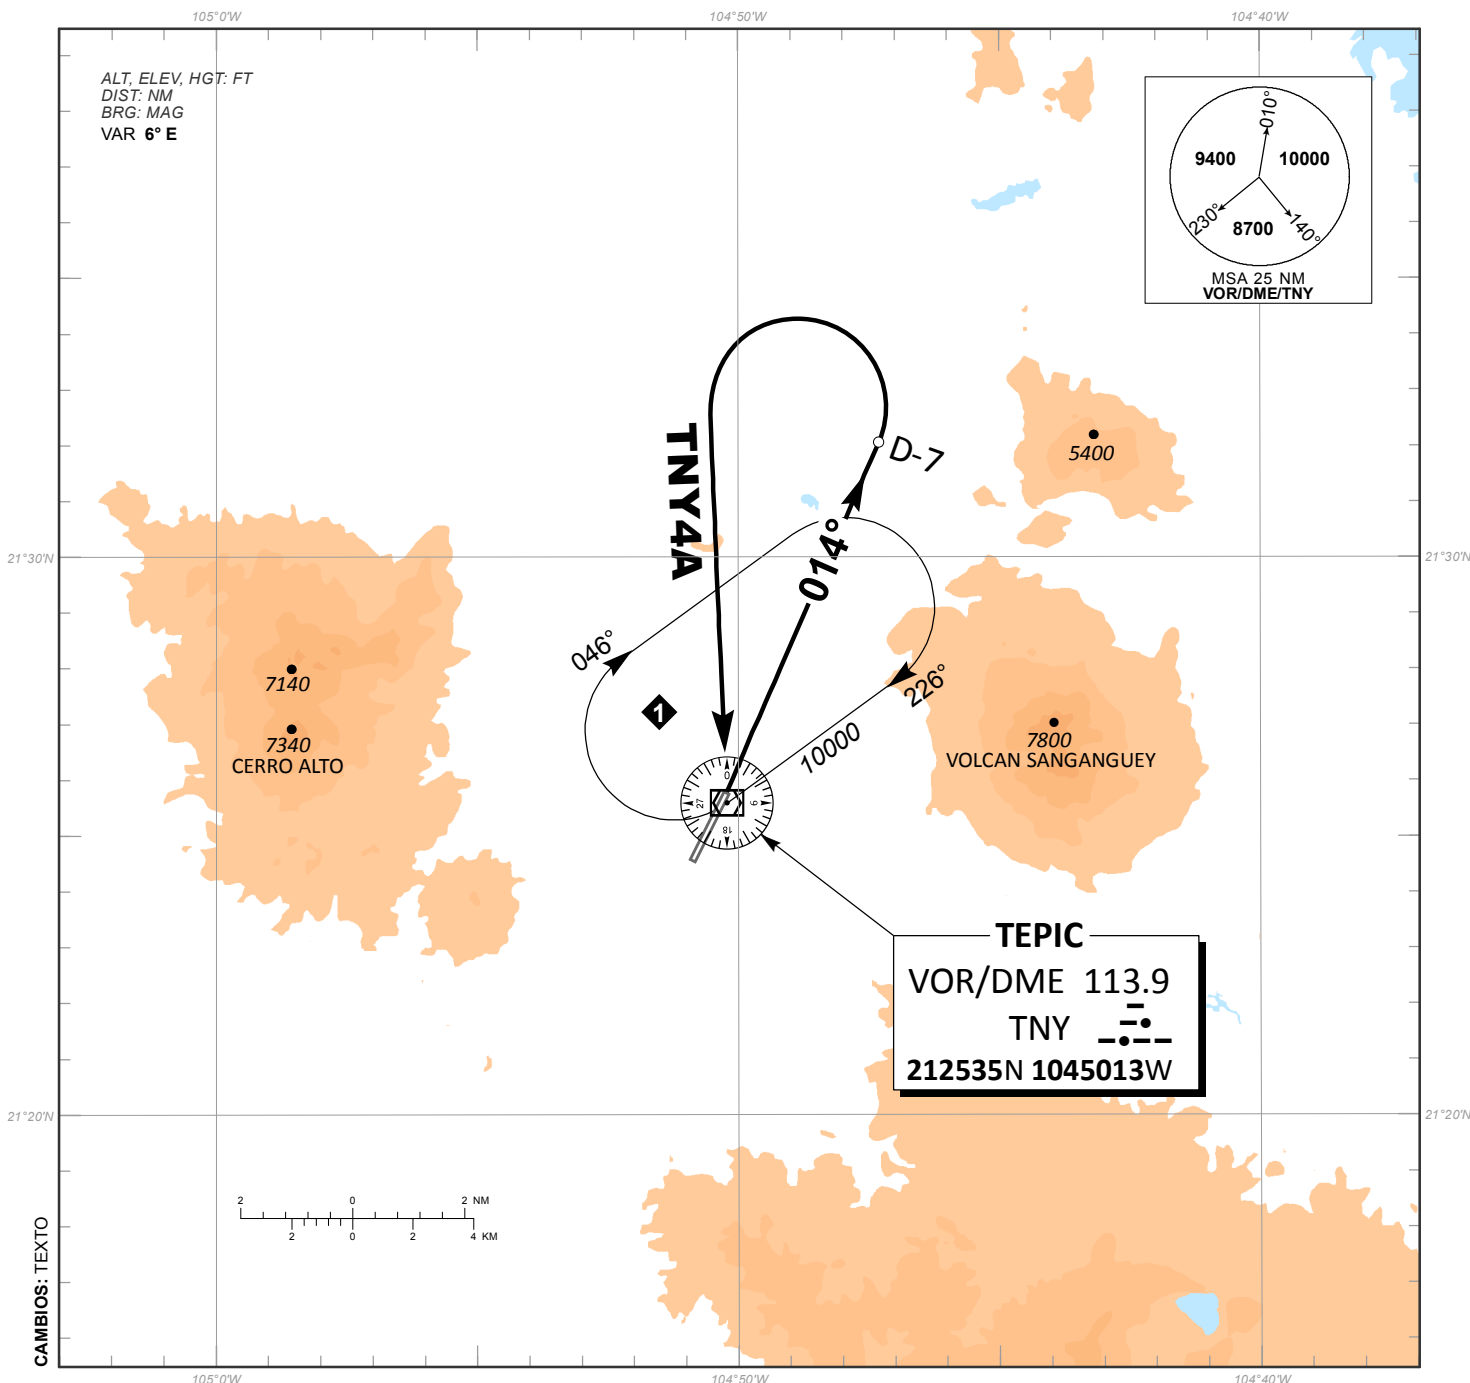 105°0'W
104°50'W
104°40'W
ALT, ELEV, HGT: FT
DIST: NM
BRG: MAG
VAR 6° E
010°
9400
10000
230°
8700
140°
MSA 25 NM
VOR/DME/TNY
D-7
5400
TNY4A
21°30'N
21°30'N
014°
046°
226°
7140
1
10000
7340
CERRO ALTO
7800
VOLCAN SANGANGUEY
0
27
9
18
TEPIC
VOR/DME 113.9
TNY
212535N 1045013W
21°20'N
21°20'N
2 0 2 NM
2 0 2 4 KM
CAMBIOS: TEXTO
105°0'W
104°50'W
104°40'W